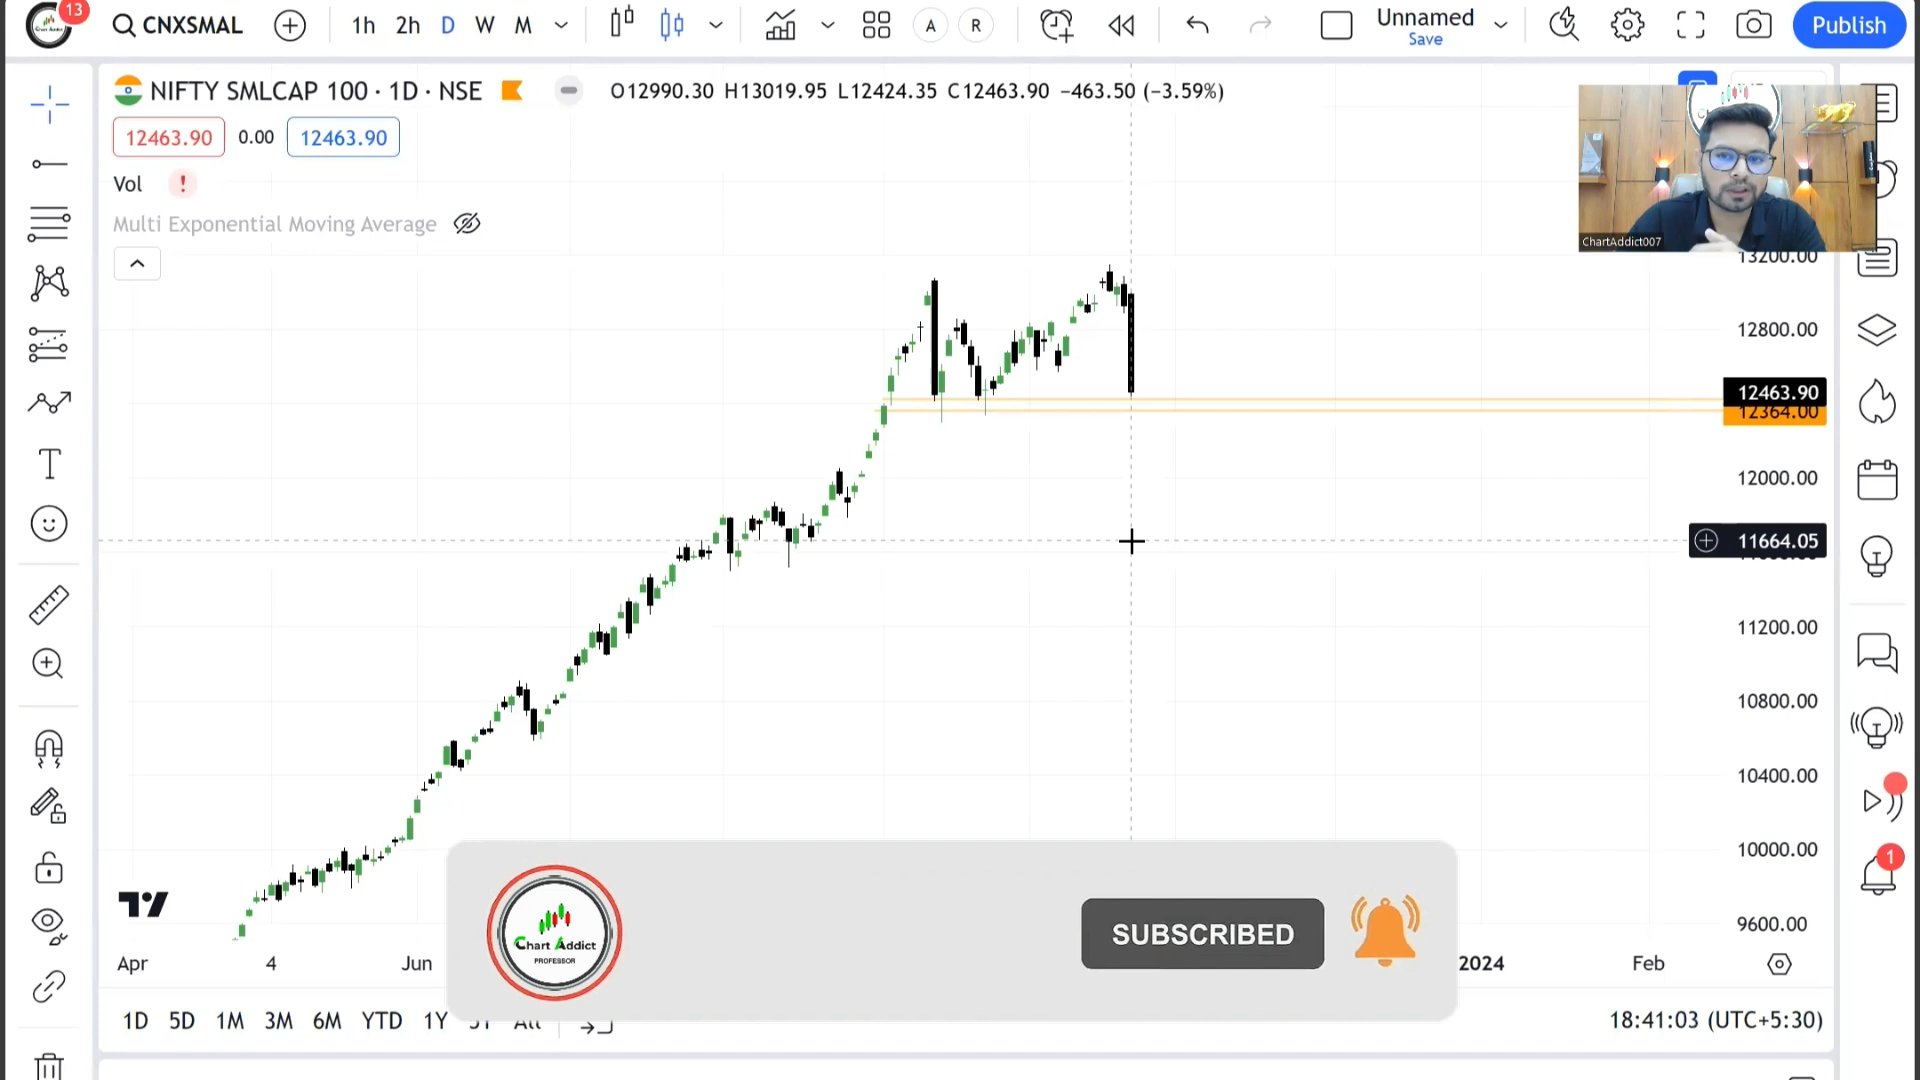 13
CNXSMAL
1h 2h D W M
A R
Unnamed
Save
Publish
NIFTY SMLCAP 100 · 1D · NSE
O12990.30 H13019.95 L12424.35 C12463.90 −463.50 (−3.59%)
12463.90 0.00 12463.90
Vol
Multi Exponential Moving Average
ChartAddict007
13200.00
12800.00
12463.90
12364.00
12000.00
11664.05
11200.00
10800.00
10400.00
10000.00
9600.00
1
Chart Addict
PROFESSOR
SUBSCRIBED
Apr 4 Jun 2024 Feb
1D 5D 1M 3M 6M YTD 1Y 5Y All
18:41:03 (UTC+5:30)